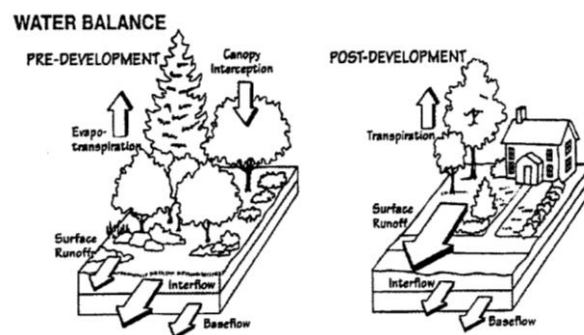 WATER BALANCE
PRE-DEVELOPMENT
Canopy
Interception
Evapo-
transpiration
Surface
Runoff
Interflow
Baseflow
POST-DEVELOPMENT
Transpiration
Surface
Runoff
Interflow
Baseflow